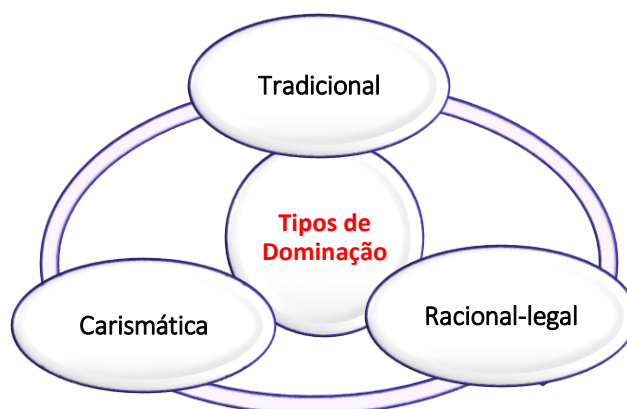 Tradicional
Tipos de
Dominação
Carismática
Racional-legal